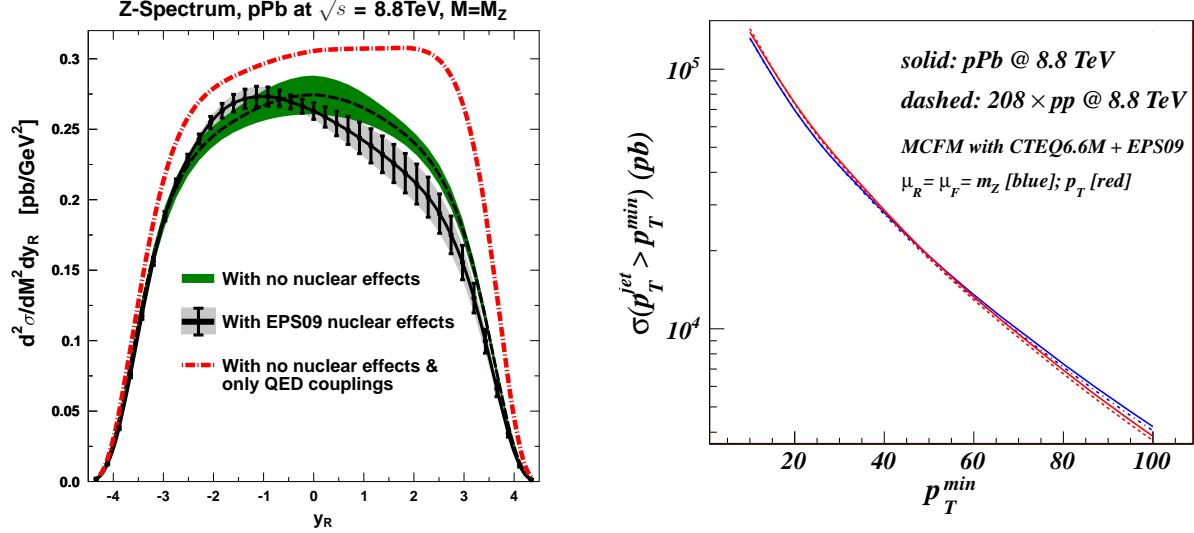 Z-Spectrum, pPb at √s = 8.8TeV, M=M_Z
d²σ/dM²dy_R [pb/GeV²]
0.3
0.25
0.2
0.15
0.1
0.05
0.0
With no nuclear effects
With EPS09 nuclear effects
With no nuclear effects &
only QED couplings
-4 -3 -2 -1 0 1 2 3 4
y_R
σ(p_T^jet > p_T^min) (pb)
10^5
10^4
solid: pPb @ 8.8 TeV
dashed: 208 × pp @ 8.8 TeV
MCFM with CTEQ6.6M + EPS09
μ_R = μ_F = m_Z [blue]; p_T [red]
20 40 60 80 100
p_T^min